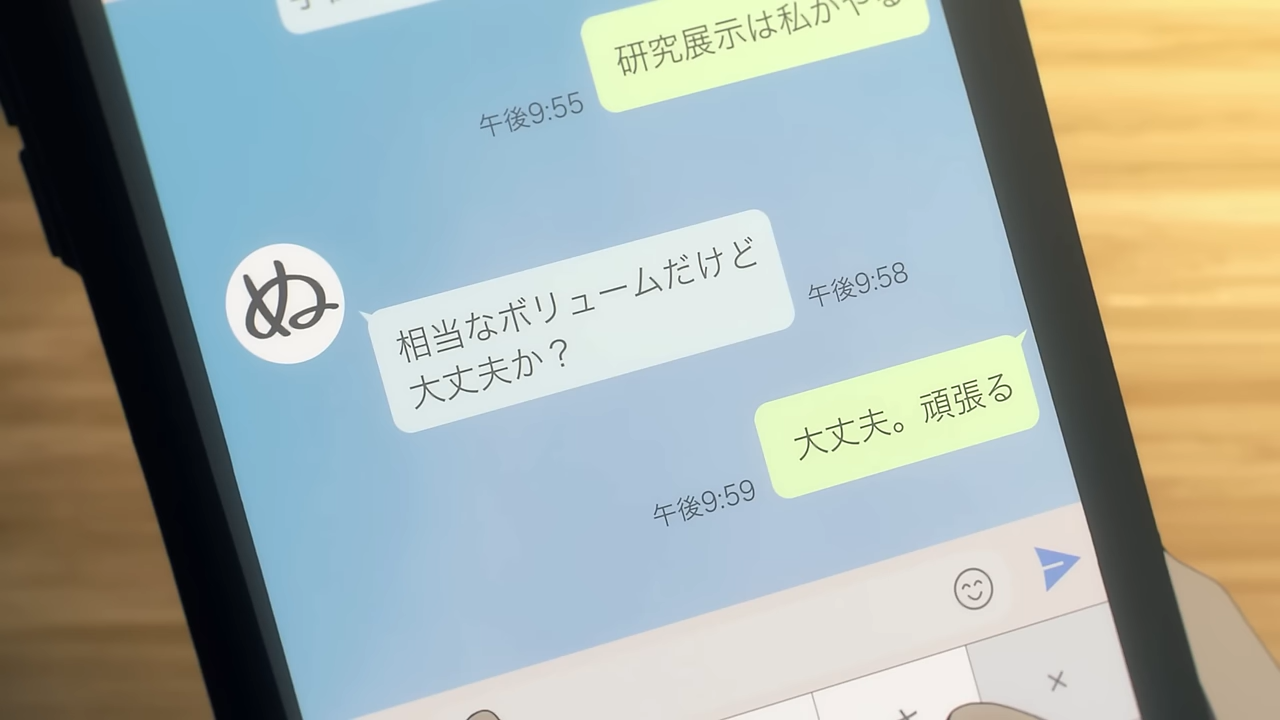 研究展示は私がやる
午後9:55
ぬ
相当なボリュームだけど
大丈夫か？
午後9:58
大丈夫。頑張る
午後9:59